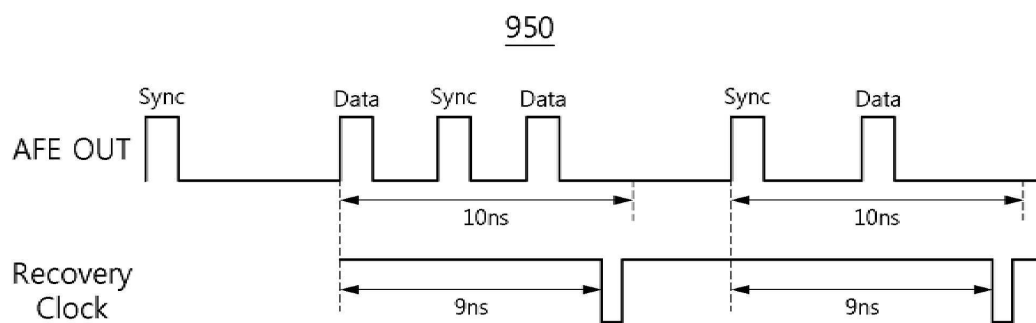 950
Sync Data Sync Data Sync Data
AFE OUT
10ns 10ns
Recovery
Clock
9ns 9ns